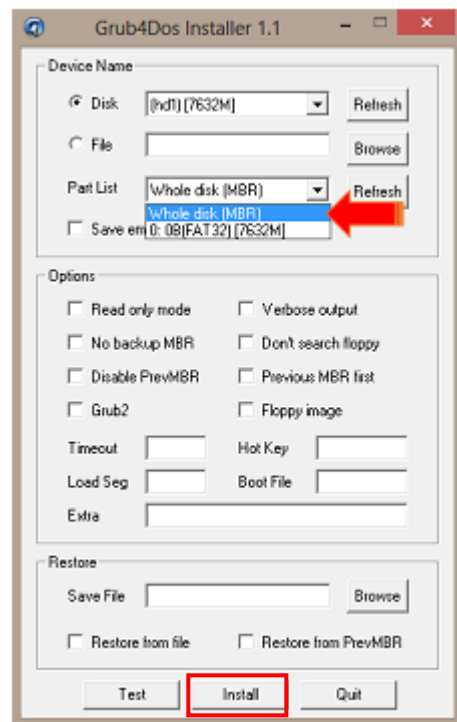 Grub4Dos Installer 1.1
Device Name
Disk (hd1) [7632M] Refresh
File Browse
Part List Whole disk (MBR) Refresh
Whole disk (MBR)
Save em 0: 0B(FAT32) [7632M]
Options
Read only mode Verbose output
No backup MBR Don't search floppy
Disable PrevMBR Previous MBR first
Grub2 Floppy image
Timeout Hot Key
Load Seg Boot File
Extra
Restore
Save File Browse
Restore from file Restore from PrevMBR
Test Install Quit